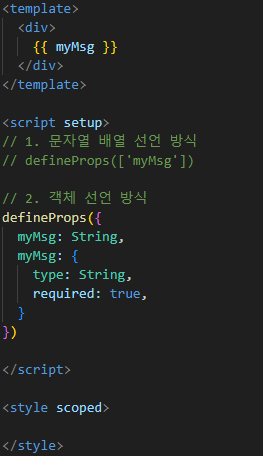 <template>
  <div>
    {{ myMsg }}
  </div>
</template>

<script setup>
// 1. 문자열 배열 선언 방식
// defineProps(['myMsg'])

// 2. 객체 선언 방식
defineProps({
  myMsg: String,
  myMsg: {
    type: String,
    required: true,
  }
})

</script>

<style scoped>

</style>